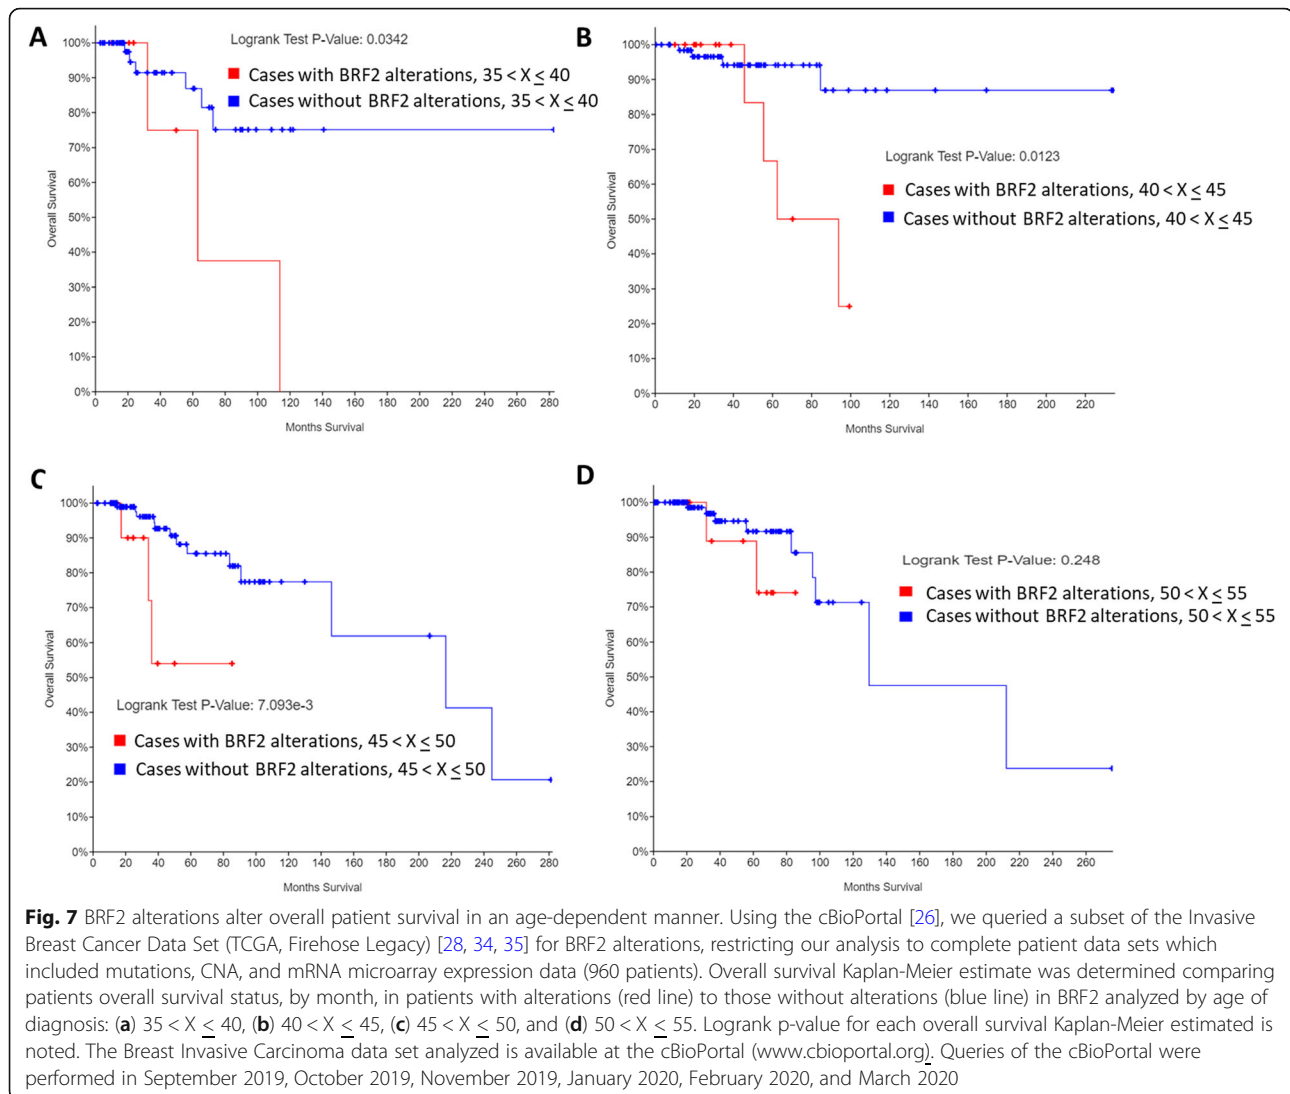 A
Logrank Test P-Value: 0.0342
Cases with BRF2 alterations, 35 < X ≤ 40
Cases without BRF2 alterations, 35 < X ≤ 40
Overall Survival
100%
90%
80%
70%
60%
50%
40%
30%
20%
10%
0%
0 20 40 60 80 100 120 140 160 180 200 220 240 260 280
Months Survival
B
Logrank Test P-Value: 0.0123
Cases with BRF2 alterations, 40 < X ≤ 45
Cases without BRF2 alterations, 40 < X ≤ 45
Overall Survival
100%
90%
80%
70%
60%
50%
40%
30%
20%
10%
0%
0 20 40 60 80 100 120 140 160 180 200 220
Months Survival
C
Logrank Test P-Value: 7.093e-3
Cases with BRF2 alterations, 45 < X ≤ 50
Cases without BRF2 alterations, 45 < X ≤ 50
Overall Survival
100%
90%
80%
70%
60%
50%
40%
30%
20%
10%
0%
0 20 40 60 80 100 120 140 160 180 200 220 240 260 280
Months Survival
D
Logrank Test P-Value: 0.248
Cases with BRF2 alterations, 50 < X ≤ 55
Cases without BRF2 alterations, 50 < X ≤ 55
Overall Survival
100%
90%
80%
70%
60%
50%
40%
30%
20%
10%
0%
0 20 40 60 80 100 120 140 160 180 200 220 240 260
Months Survival
Fig. 7 BRF2 alterations alter overall patient survival in an age-dependent manner. Using the cBioPortal [26], we queried a subset of the Invasive
Breast Cancer Data Set (TCGA, Firehose Legacy) [28, 34, 35] for BRF2 alterations, restricting our analysis to complete patient data sets which
included mutations, CNA, and mRNA microarray expression data (960 patients). Overall survival Kaplan-Meier estimate was determined comparing
patients overall survival status, by month, in patients with alterations (red line) to those without alterations (blue line) in BRF2 analyzed by age of
diagnosis: (a) 35 < X ≤ 40, (b) 40 < X ≤ 45, (c) 45 < X ≤ 50, and (d) 50 < X ≤ 55. Logrank p-value for each overall survival Kaplan-Meier estimated is
noted. The Breast Invasive Carcinoma data set analyzed is available at the cBioPortal (www.cbioportal.org). Queries of the cBioPortal were
performed in September 2019, October 2019, November 2019, January 2020, February 2020, and March 2020